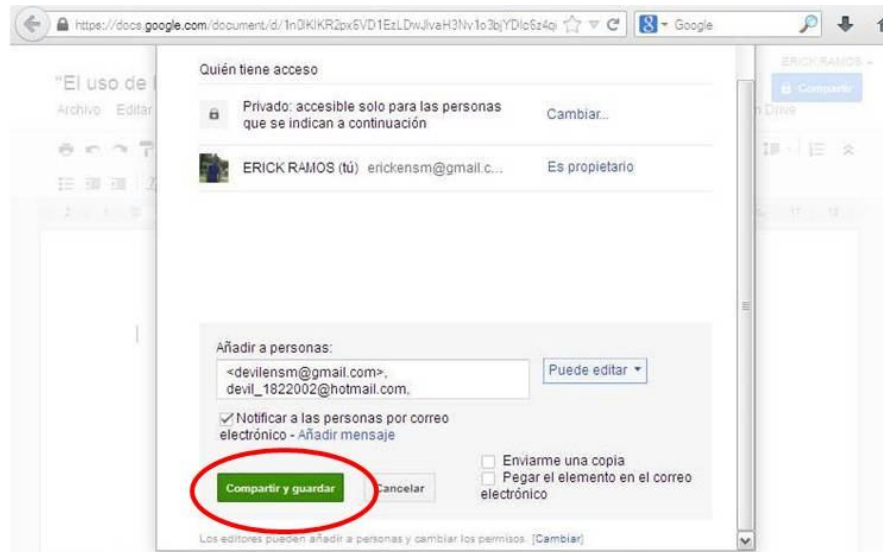 https://docs.google.com/document/d/
Google
ERICK RAMOS
"El uso de
Compartir
Archivo Editar
Drive
Quién tiene acceso
Privado: accesible solo para las personas
que se indican a continuación
Cambiar...
ERICK RAMOS (tú) erickensm@gmail.c...
Es propietario
Añadir a personas:
<devilensm@gmail.com>,
devil_1822002@hotmail.com,
Puede editar
Notificar a las personas por correo
electrónico - Añadir mensaje
Enviarme una copia
Pegar el elemento en el correo
electrónico
Compartir y guardar
Cancelar
Los editores pueden añadir a personas y cambiar los permisos. [Cambiar]